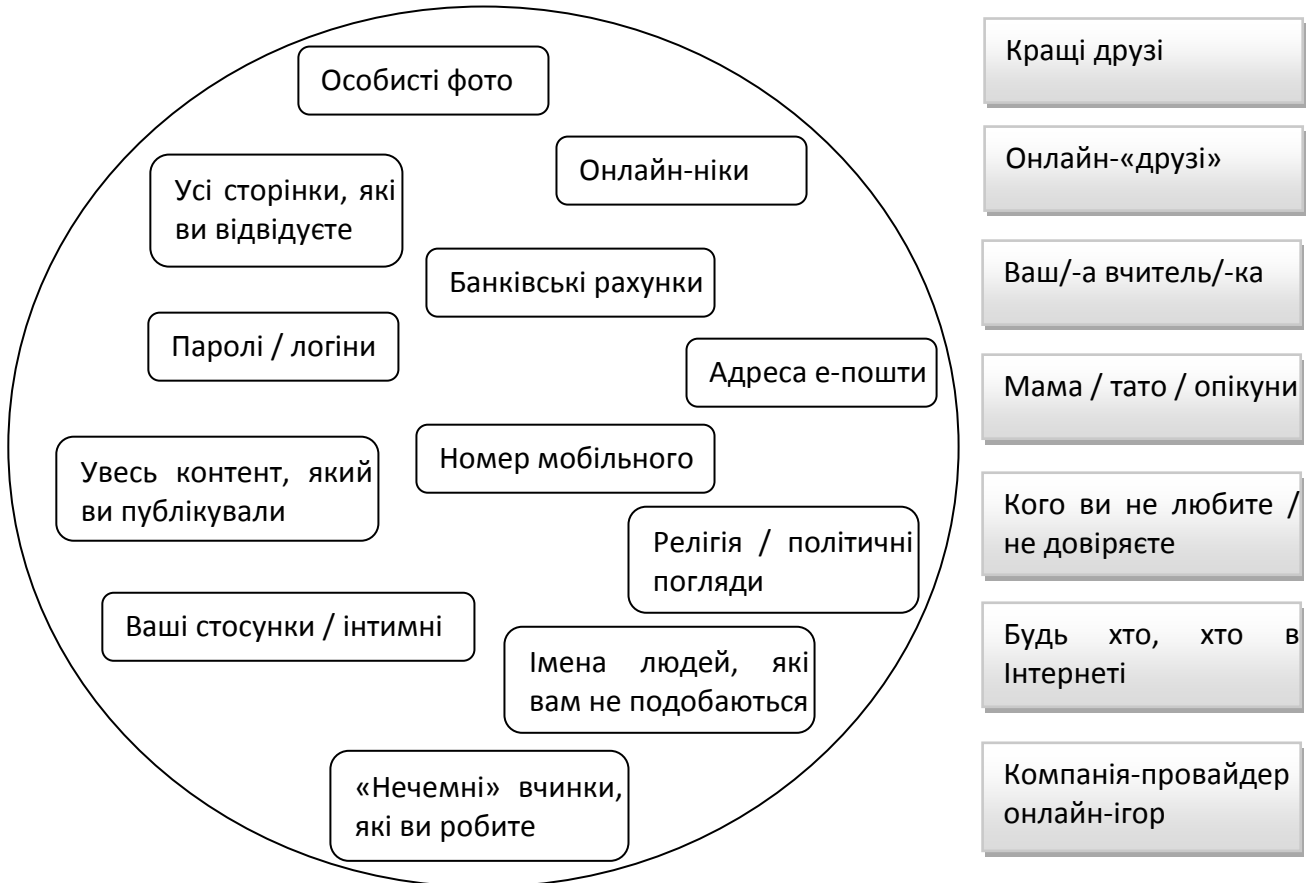 Особисті фото
Онлайн-ніки
Усі сторінки, які
ви відвідуєте
Банківські рахунки
Паролі / логіни
Адреса е-пошти
Номер мобільного
Увесь контент, який
ви публікували
Релігія / політичні
погляди
Ваші стосунки / інтимні
Імена людей, які
вам не подобаються
«Нечемні» вчинки,
які ви робите
Кращі друзі
Онлайн-«друзі»
Ваш/-а вчитель/-ка
Мама / тато / опікуни
Кого ви не любите /
не довіряєте
Будь хто, хто в
Інтернеті
Компанія-провайдер
онлайн-ігор